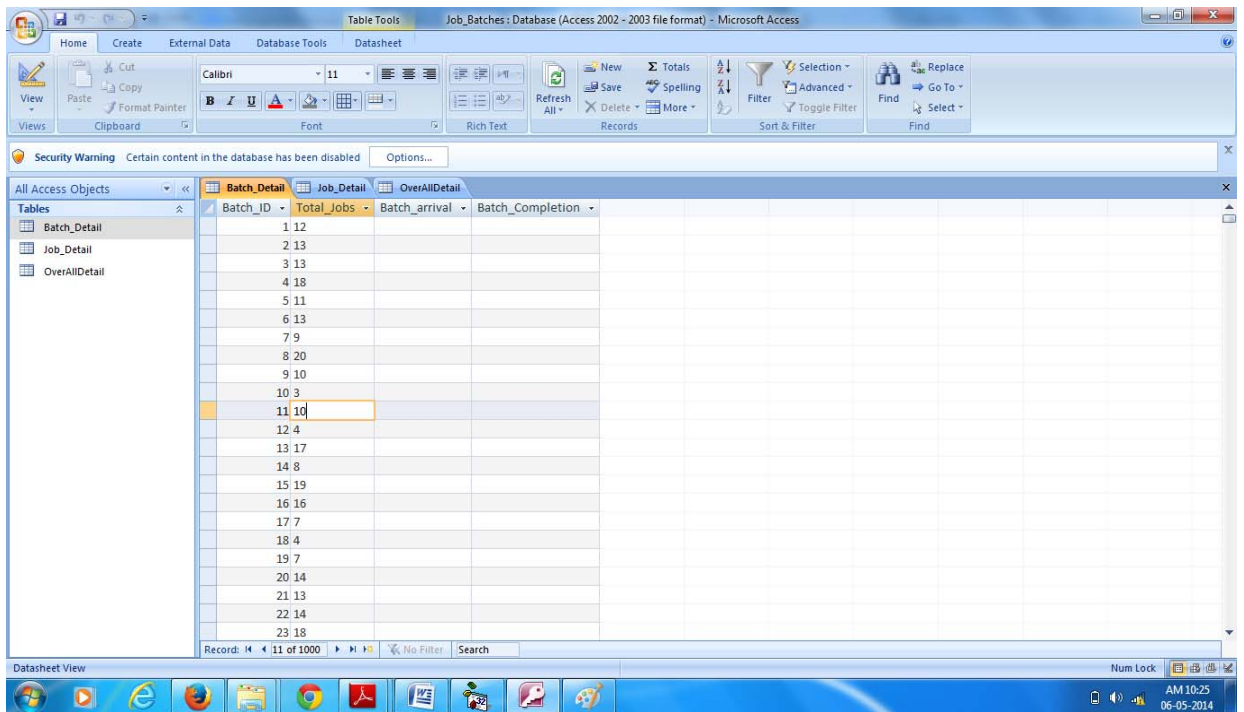 Table Tools Job_Batches : Database (Access 2002 - 2003 file format) - Microsoft Access
Home Create External Data Database Tools Datasheet
View
Views
Paste
Cut
Copy
Format Painter
Clipboard
Calibri 11
B I U A
Font
Rich Text
Refresh All
New
Save
Delete
Σ Totals
Spelling
More
Records
Filter
Selection
Advanced
Toggle Filter
Sort & Filter
Find
Replace
Go To
Select
Find
Security Warning Certain content in the database has been disabled Options...
All Access Objects
Tables
Batch_Detail
Job_Detail
OverAllDetail
Batch_Detail Job_Detail OverAllDetail
Batch_ID Total_Jobs Batch_arrival Batch_Completion
1 12
2 13
3 13
4 18
5 11
6 13
7 9
8 20
9 10
10 3
11 10
12 4
13 17
14 8
15 19
16 16
17 7
18 4
19 7
20 14
21 13
22 14
23 18
Record: 11 of 1000 No Filter Search
Datasheet View Num Lock
AM 10:25
06-05-2014